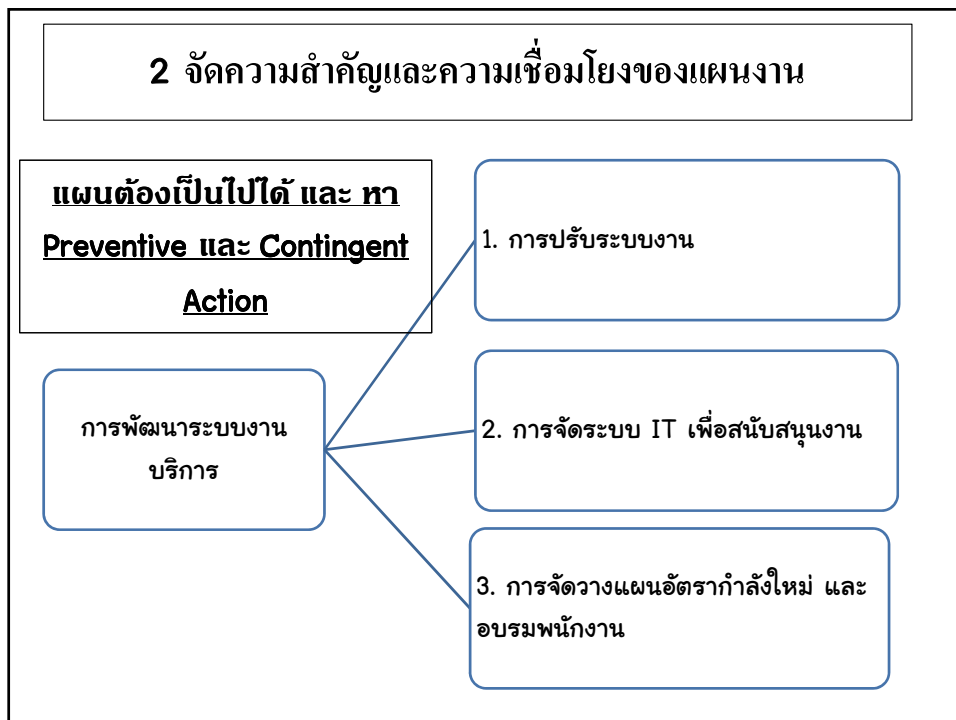 2 จัดความสำคัญและความเชื่อมโยงของแผนงาน
แผนต้องเป็นไปได้ และ หา
Preventive และ Contingent
Action
การพัฒนาระบบงาน
บริการ
1. การปรับระบบงาน
2. การจัดระบบ IT เพื่อสนับสนุนงาน
3. การจัดวางแผนอัตรากำลังใหม่ และ
อบรมพนักงาน